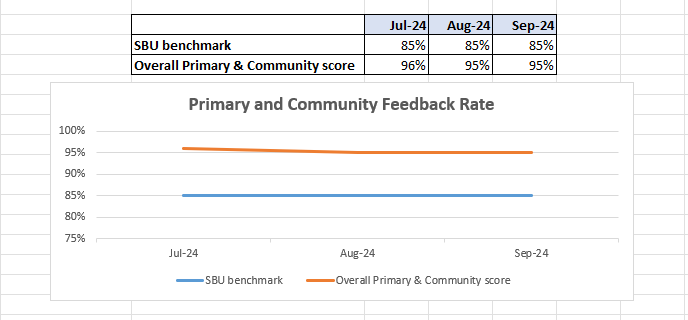 Jul-24 Aug-24 Sep-24
SBU benchmark 85% 85% 85%
Overall Primary & Community score 96% 95% 95%
Primary and Community Feedback Rate
100%
95%
90%
85%
80%
75%
Jul-24 Aug-24 Sep-24
SBU benchmark Overall Primary & Community score